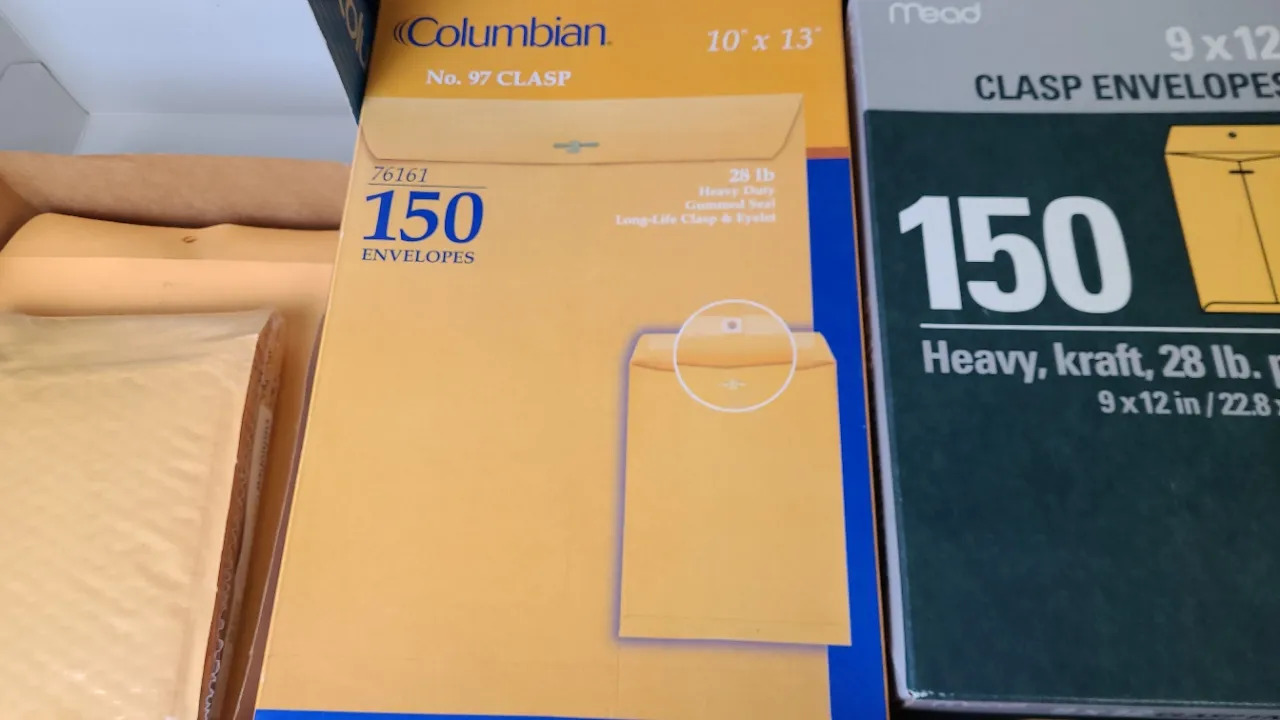 Columbian
10" x 13"
No. 97 CLASP
76161
150
ENVELOPES
28 lb
Heavy Duty
Gummed Seal
Long-Life Clasp & Eyelet
Mead
9 x 12
CLASP ENVELOPES
150
Heavy, kraft, 28 lb.
9 x 12 in / 22.8